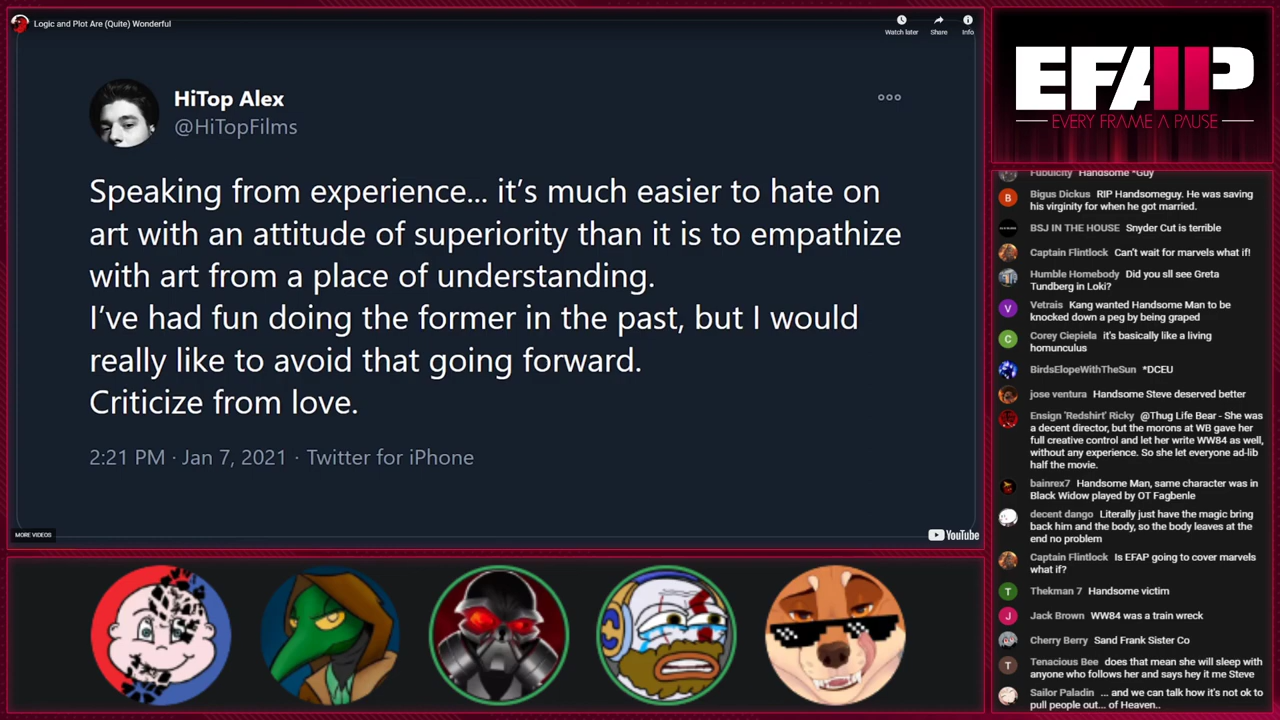 Logic and Plot Are (Quite) Wonderful
Watch later
Share
Info
HiTop Alex
@HiTopFilms
Speaking from experience... it’s much easier to hate on
art with an attitude of superiority than it is to empathize
with art from a place of understanding.
I’ve had fun doing the former in the past, but I would
really like to avoid that going forward.
Criticize from love.
2:21 PM · Jan 7, 2021 · Twitter for iPhone
MORE VIDEOS
YouTube
EFAP
EVERY FRAME A PAUSE
Fubulcity Handsome *Guy
Bigus Dickus RIP Handsomeguy. He was saving
his virginity for when he got married.
BSJ IN THE HOUSE Snyder Cut is terrible
Captain Flintlock Can't wait for marvels what if!
Humble Homebody Did you sll see Greta
Tundberg in Loki?
Vetrais Kang wanted Handsome Man to be
knocked down a peg by being graped
Corey Ciepiela it's basically like a living
homunculus
BirdsElopeWithTheSun *DCEU
jose ventura Handsome Steve deserved better
Ensign 'Redshirt' Ricky @Thug Life Bear - She was
a decent director, but the morons at WB gave her
full creative control and let her write WW84 as well,
without any experience. So she let everyone ad-lib
half the movie.
bainrex7 Handsome Man, same character was in
Black Widow played by OT Fagbenle
decent dango Literally just have the magic bring
back him and the body, so the body leaves at the
end no problem
Captain Flintlock Is EFAP going to cover marvels
what if?
Thekman 7 Handsome victim
Jack Brown WW84 was a train wreck
Cherry Berry Sand Frank Sister Co
Tenacious Bee does that mean she will sleep with
anyone who follows her and says hey it me Steve
Sailor Paladin ... and we can talk how it's not ok to
pull people out... of Heaven..